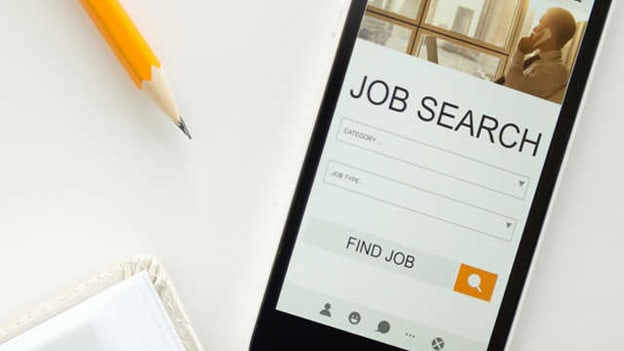 JOB SEARCH
CATEGORY...
JOB TYPE...
FIND JOB